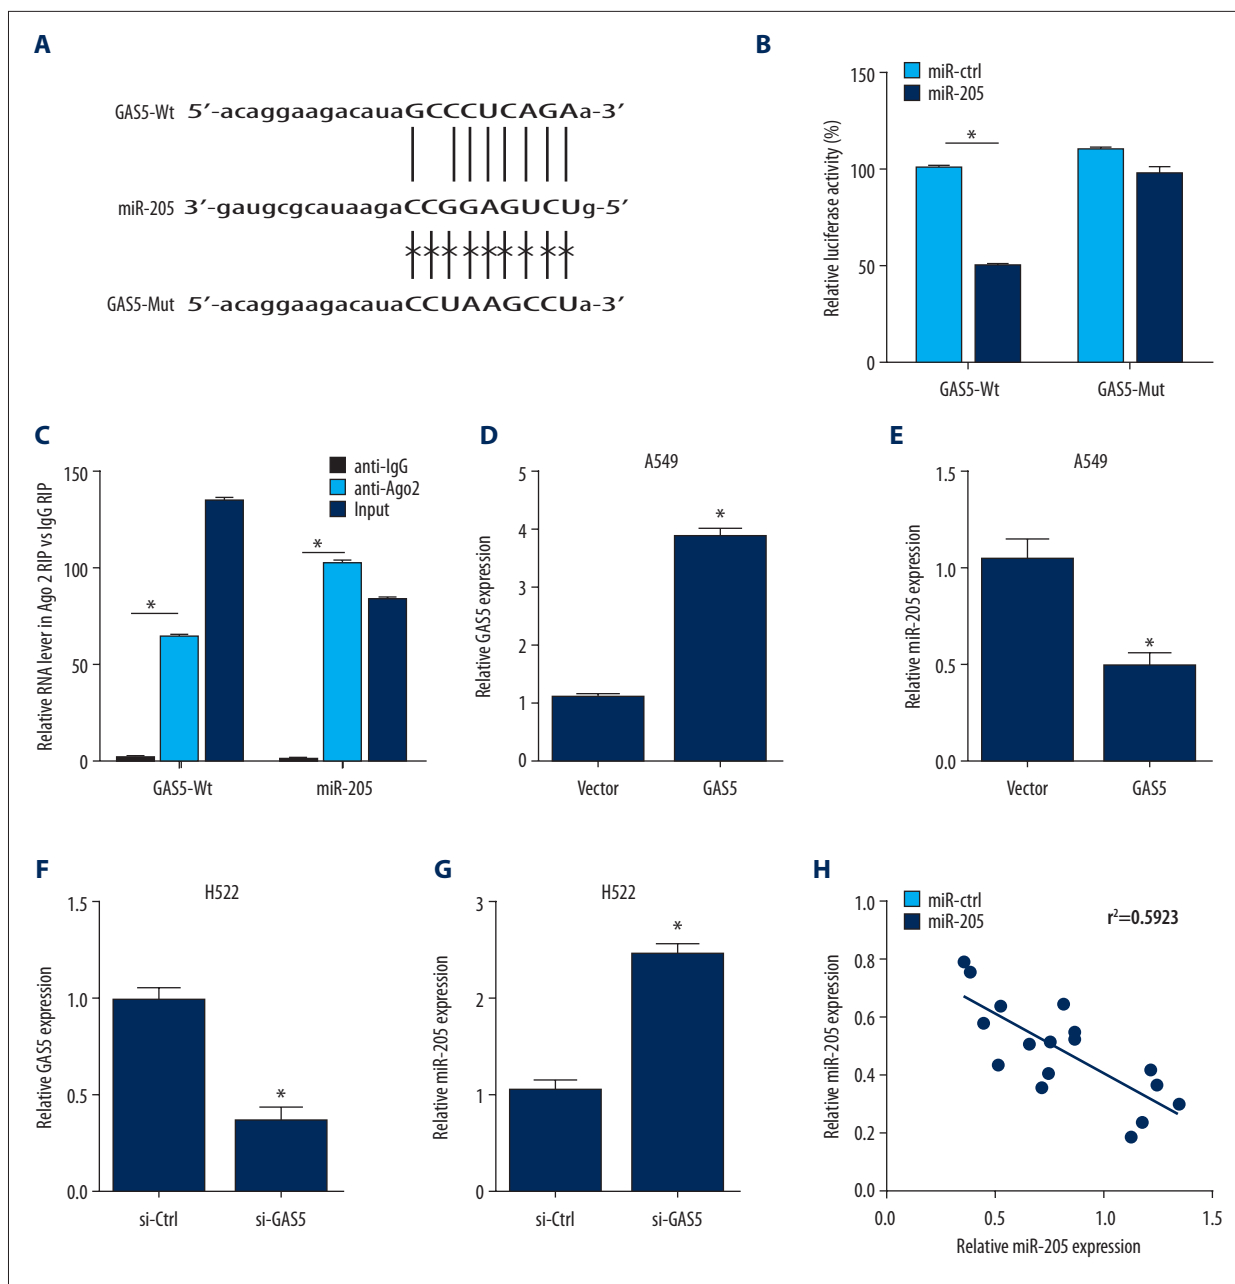 A
GAS5-Wt 5′-acaggaagacauaGCCCUCAGAa-3′
miR-205 3′-gaugcgcauaagaCCGGAGUCUg-5′
GAS5-Mut 5′-acaggaagacauaCCUAAGCCUa-3′
B
miR-ctrl
miR-205
Relative luciferase activity (%)
150
100
50
0
*
GAS5-Wt GAS5-Mut
C
anti-IgG
anti-Ago2
Input
Relative RNA lever in Ago 2 RIP vs IgG RIP
150
100
50
0
*
*
GAS5-Wt miR-205
D
A549
Relative GAS5 expression
5
4
3
2
1
0
*
Vector GAS5
E
A549
Relative miR-205 expression
1.5
1.0
0.5
0.0
*
Vector GAS5
F
H522
Relative GAS5 expression
1.5
1.0
0.5
0.0
*
si-Ctrl si-GAS5
G
H522
Relative miR-205 expression
3
2
1
0
*
si-Ctrl si-GAS5
H
miR-ctrl
miR-205
r²=0.5923
Relative miR-205 expression
1.0
0.8
0.6
0.4
0.2
0.0
0.0 0.5 1.0 1.5
Relative miR-205 expression